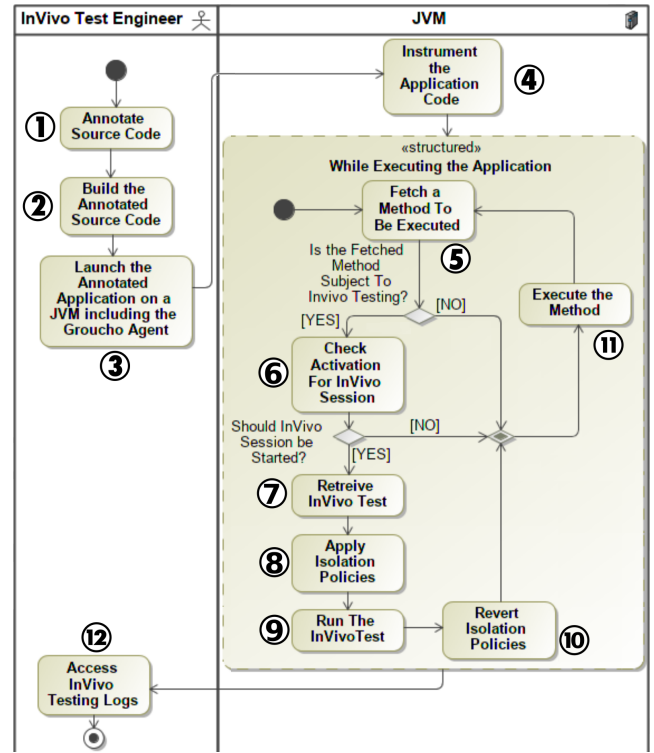 InVivo Test Engineer
JVM
Instrument
the
Application
Code
④
①
Annotate
Source Code
②
Build the
Annotated
Source Code
Launch the
Annotated
Application on a
JVM including the
Groucho Agent
③
«structured»
While Executing the Application
Fetch a
Method To
Be Executed
⑤
Is the Fetched
Method
Subject To
Invivo Testing?
[YES]
[NO]
Execute the
Method
⑪
⑥
Check
Activation
For InVivo
Session
Should InVivo
Session be
Started?
[NO]
[YES]
⑦
Retreive
InVivo Test
⑧
Apply
Isolation
Policies
⑨
Run The
InVivoTest
Revert
Isolation
Policies
⑩
⑫
Access
InVivo
Testing Logs